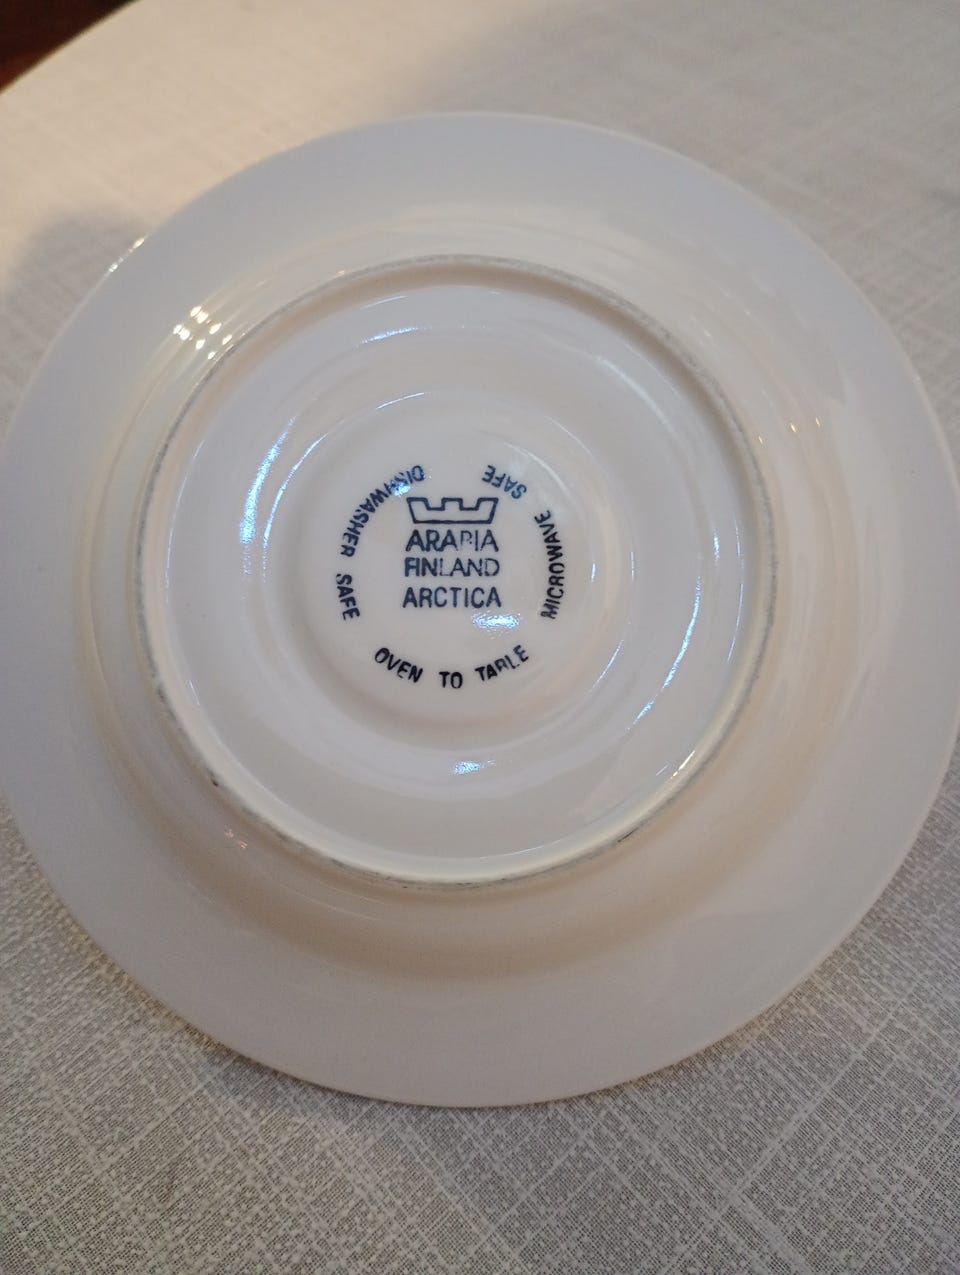 ARABIA
FINLAND
ARCTICA
DISHWASHER SAFE
OVEN TO TABLE
MICROWAVE SAFE